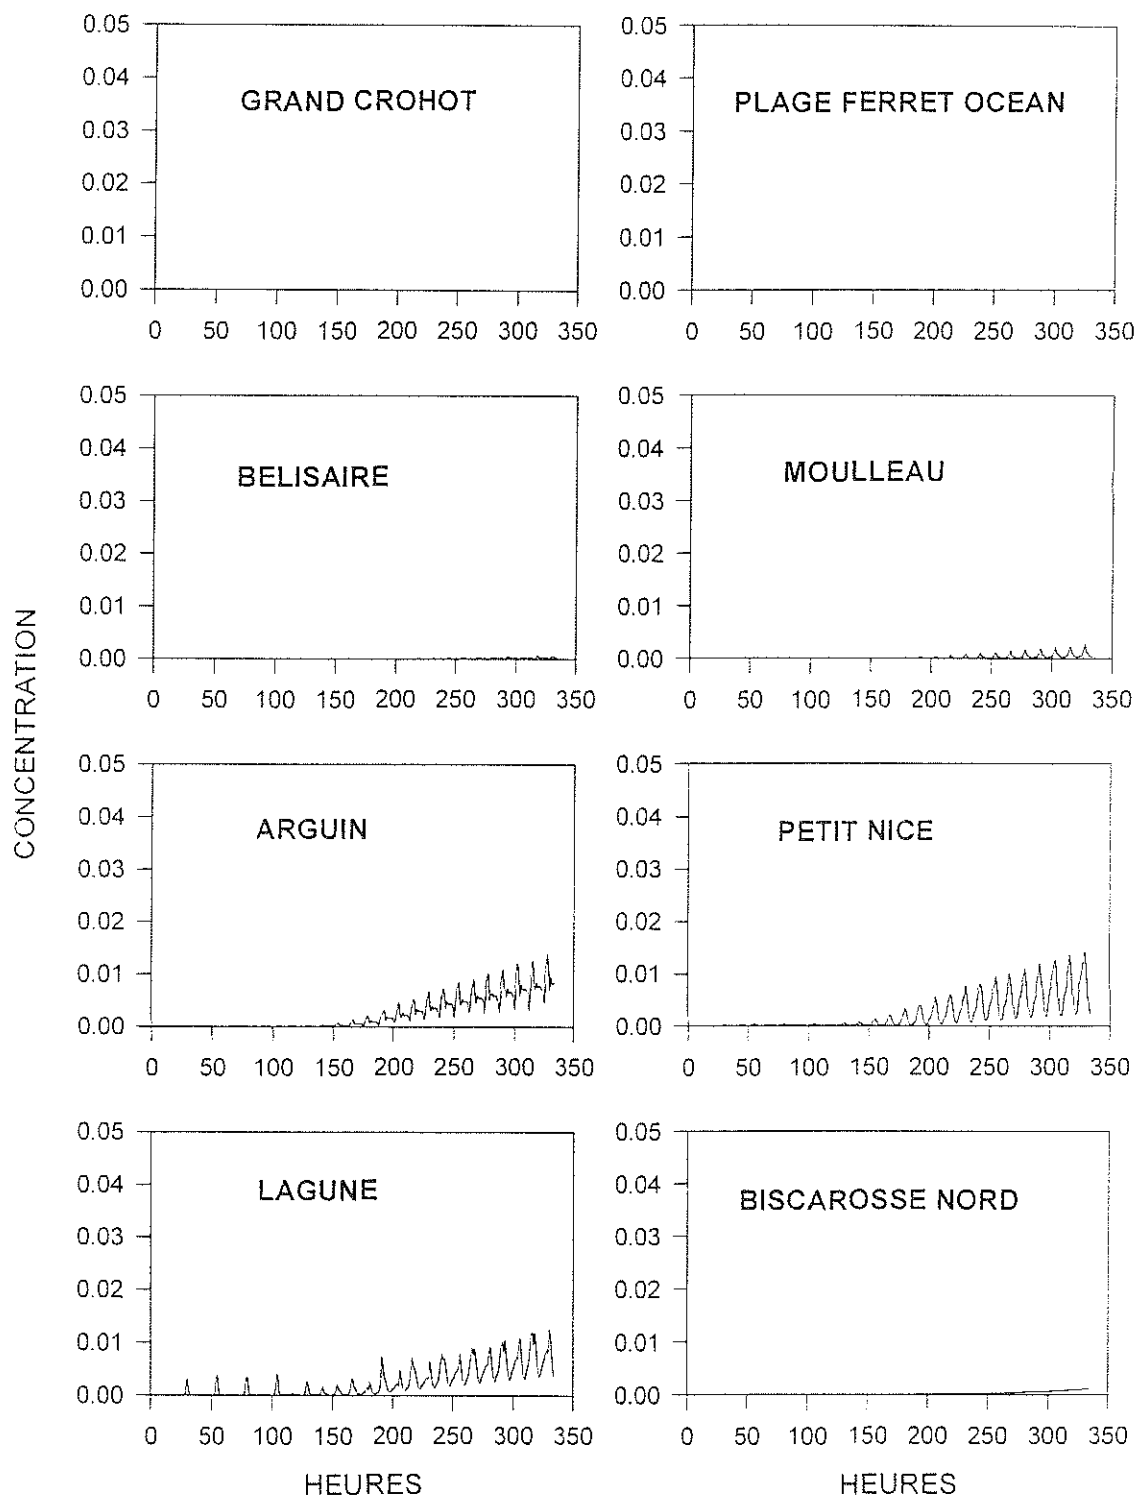 0.05
0.04
0.03
0.02
0.01
0.00
GRAND CROHOT
0 50 100 150 200 250 300 350
0.05
0.04
0.03
0.02
0.01
0.00
PLAGE FERRET OCEAN
0 50 100 150 200 250 300 350
0.05
0.04
0.03
0.02
0.01
0.00
BELISAIRE
0 50 100 150 200 250 300 350
0.05
0.04
0.03
0.02
0.01
0.00
MOULLEAU
0 50 100 150 200 250 300 350
CONCENTRATION
0.05
0.04
0.03
0.02
0.01
0.00
ARGUIN
0 50 100 150 200 250 300 350
0.05
0.04
0.03
0.02
0.01
0.00
PETIT NICE
0 50 100 150 200 250 300 350
0.05
0.04
0.03
0.02
0.01
0.00
LAGUNE
0 50 100 150 200 250 300 350
HEURES
0.05
0.04
0.03
0.02
0.01
0.00
BISCAROSSE NORD
0 50 100 150 200 250 300 350
HEURES